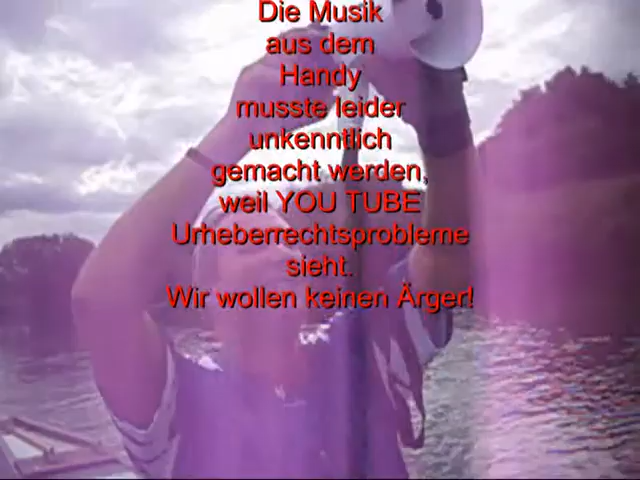 Die Musik
aus dem
Handy
musste leider
unkenntlich
gemacht werden,
weil YOU TUBE
Urheberrechtsprobleme
sieht.
Wir wollen keinen Ärger!